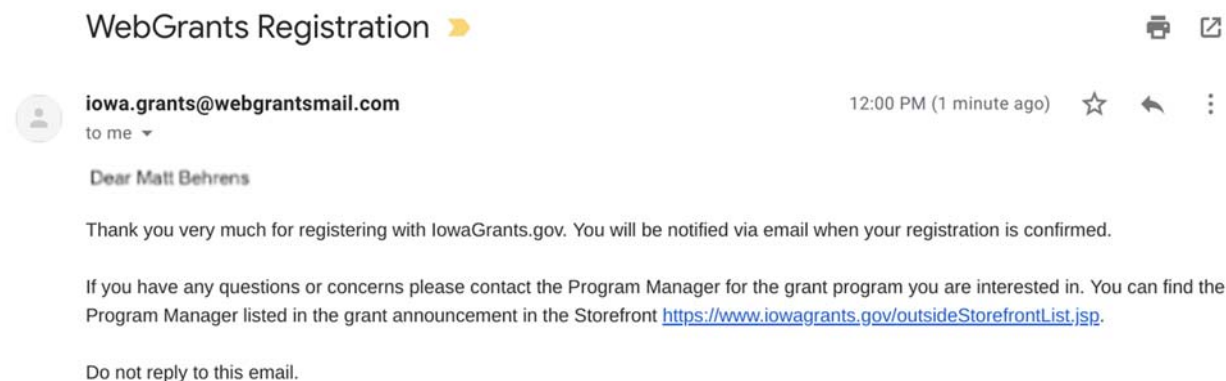 WebGrants Registration
iowa.grants@webgrantsmail.com
12:00 PM (1 minute ago)
to me
Dear Matt Behrens
Thank you very much for registering with IowaGrants.gov. You will be notified via email when your registration is confirmed.
If you have any questions or concerns please contact the Program Manager for the grant program you are interested in. You can find the
Program Manager listed in the grant announcement in the Storefront https://www.iowagrants.gov/outsideStorefrontList.jsp.
Do not reply to this email.